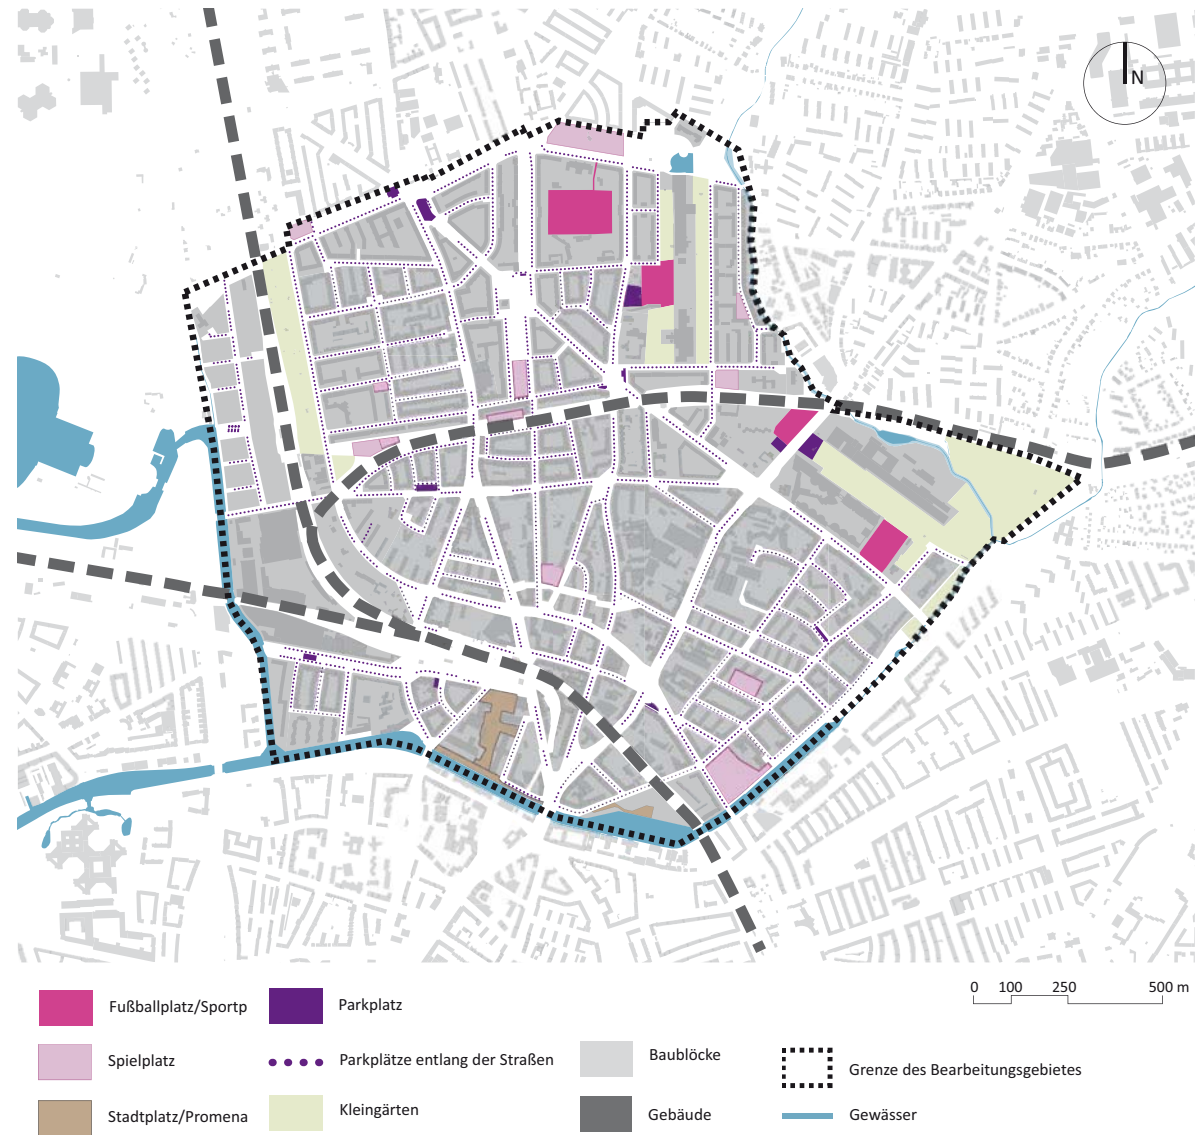 N
0 100 250 500 m
Fußballplatz/Sportp
Parkplatz
Spielplatz
Parkplätze entlang der Straßen
Baublöcke
Grenze des Bearbeitungsgebietes
Stadtplatz/Promena
Kleingärten
Gebäude
Gewässer